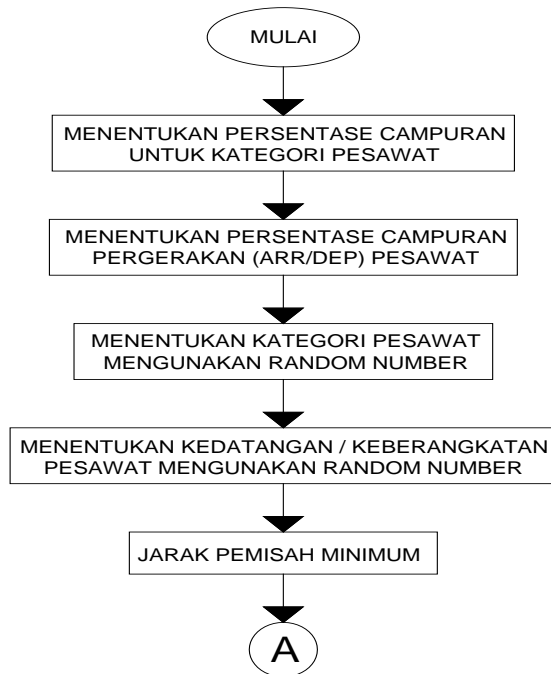 MULAI
MENENTUKAN PERSENTASE CAMPURAN
UNTUK KATEGORI PESAWAT
MENENTUKAN PERSENTASE CAMPURAN
PERGERAKAN (ARR/DEP) PESAWAT
MENENTUKAN KATEGORI PESAWAT
MENGUNAKAN RANDOM NUMBER
MENENTUKAN KEDATANGAN / KEBERANGKATAN
PESAWAT MENGUNAKAN RANDOM NUMBER
JARAK PEMISAH MINIMUM
A